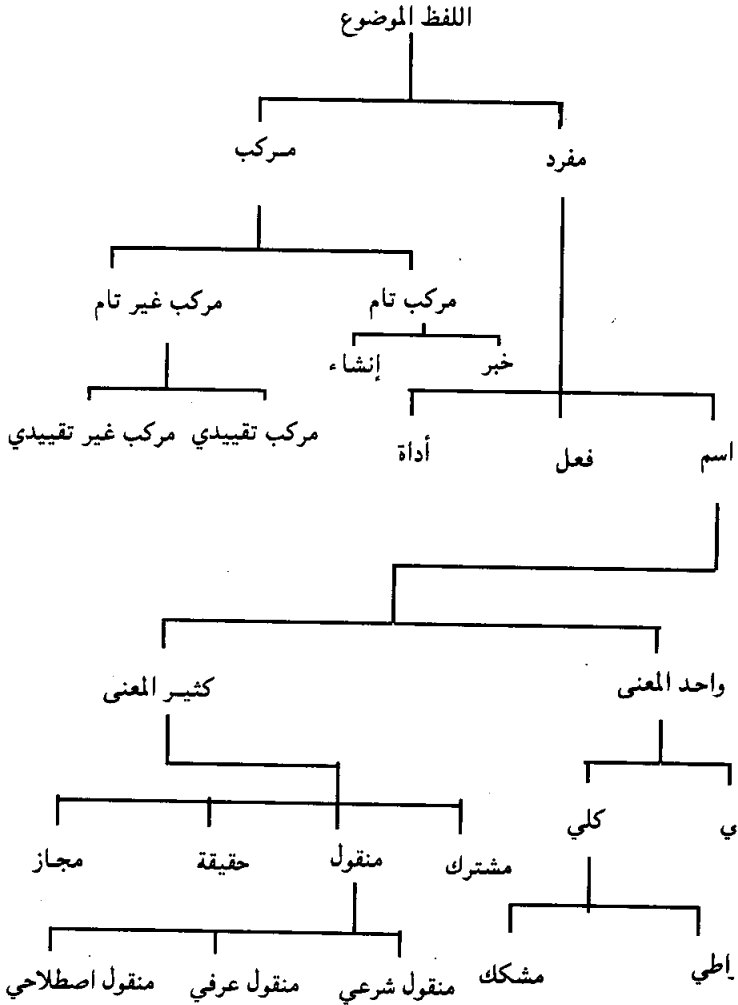 اللفظ الموضوع
مفرد مركب
مركب تام مركب غير تام
خبر إنشاء
مركب تقييدي مركب غير تقييدي
اسم فعل أداة
واحد المعنى كثير المعنى
ي كلي
مشترك منقول حقيقة مجاز
اطي مشكك
منقول شرعي منقول عرفي منقول اصطلاحي